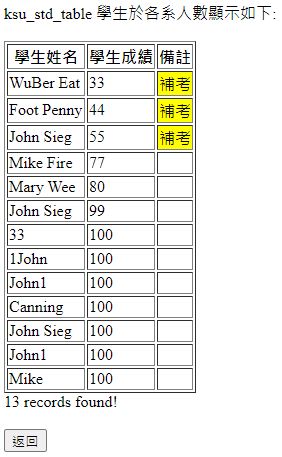 ksu_std_table 學生於各系人數顯示如下:
學生姓名 學生成績 備註
WuBer Eat 33 補考
Foot Penny 44 補考
John Sieg 55 補考
Mike Fire 77
Mary Wee 80
John Sieg 99
33 100
1John 100
John1 100
Canning 100
John Sieg 100
John1 100
Mike 100
13 records found!
返回